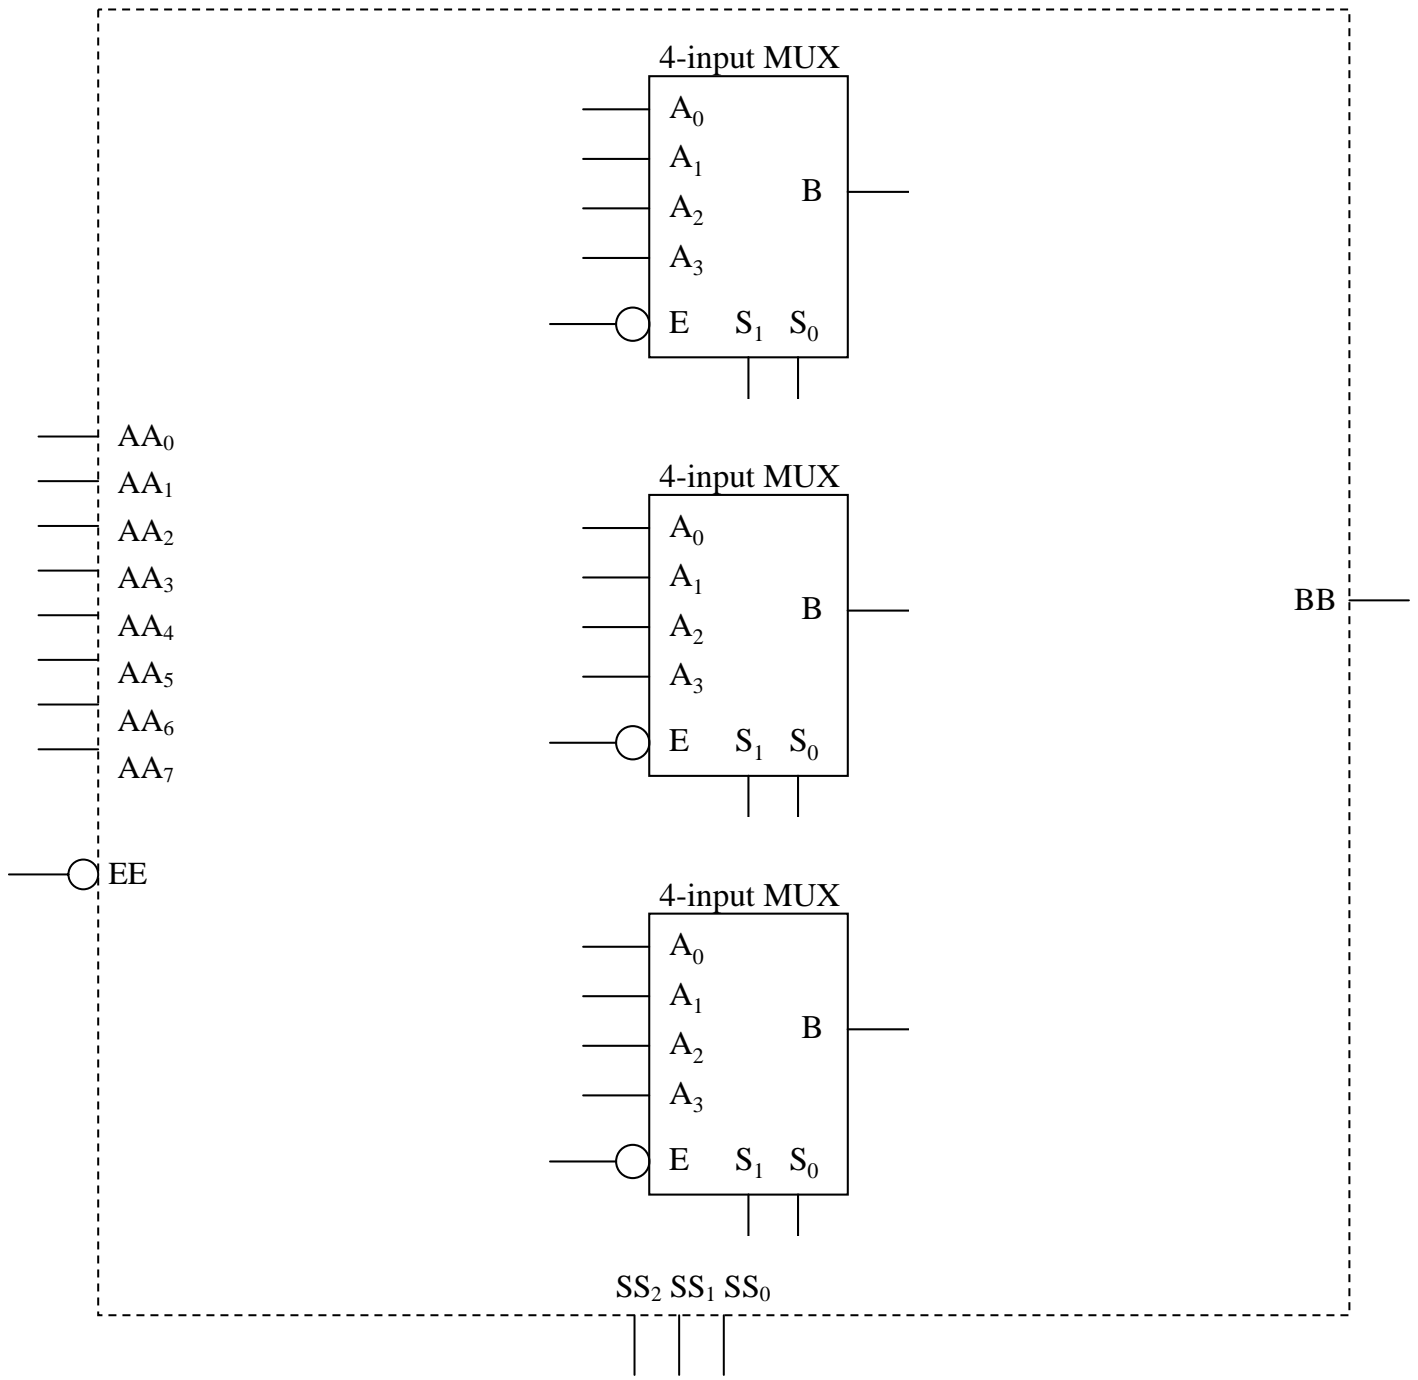 4-input MUX
A₀
A₁
A₂
A₃
B
E S₁ S₀
AA₀
AA₁
AA₂
AA₃
AA₄
AA₅
AA₆
AA₇
EE
4-input MUX
A₀
A₁
A₂
A₃
B
E S₁ S₀
BB
4-input MUX
A₀
A₁
A₂
A₃
B
E S₁ S₀
SS₂ SS₁ SS₀